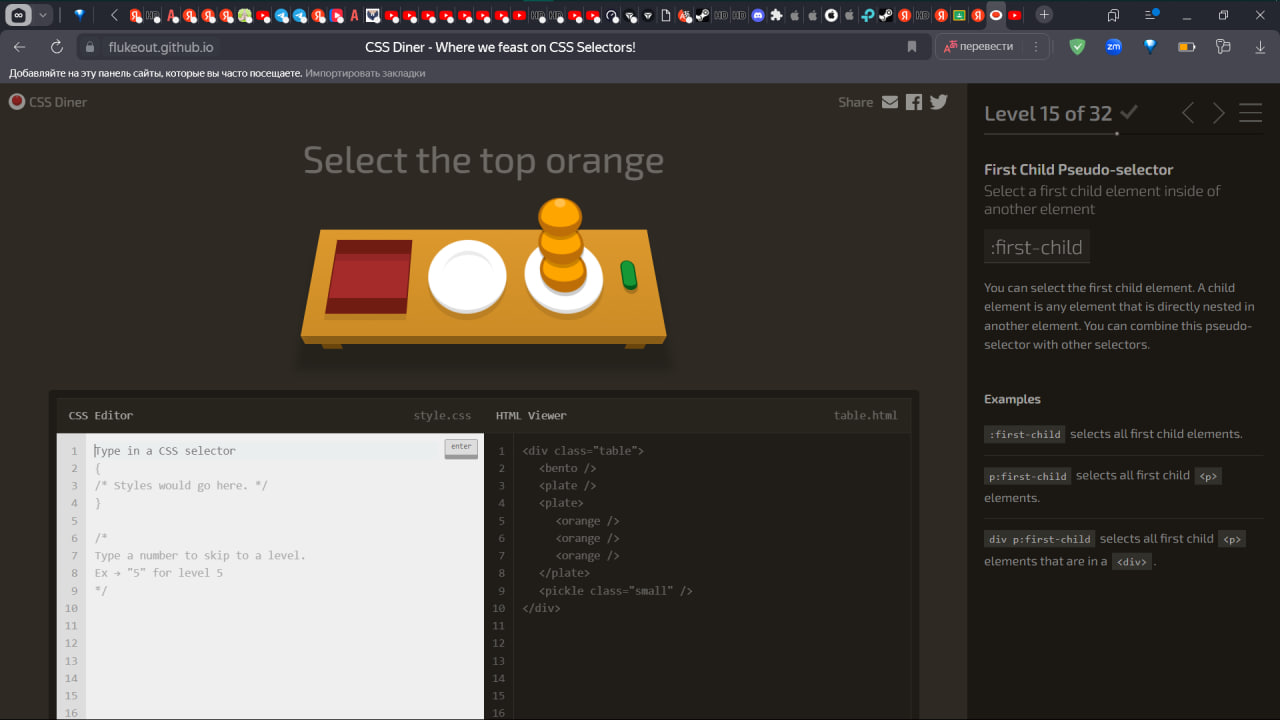 flukeout.github.io
CSS Diner - Where we feast on CSS Selectors!
перевести
zm
Добавляйте на эту панель сайты, которые вы часто посещаете. Импортировать закладки
CSS Diner
Share
Select the top orange
CSS Editor
style.css
HTML Viewer
table.html
1 Type in a CSS selector
enter
2 {
3 /* Styles would go here. */
4 }
5
6 /*
7 Type a number to skip to a level.
8 Ex → "5" for level 5
9 */
10
11
12
13
14
15
16
1 <div class="table">
2 <bento />
3 <plate />
4 <plate>
5 <orange />
6 <orange />
7 <orange />
8 </plate>
9 <pickle class="small" />
10 </div>
11
12
13
14
15
16
Level 15 of 32
First Child Pseudo-selector
Select a first child element inside of
another element
:first-child
You can select the first child element. A child
element is any element that is directly nested in
another element. You can combine this pseudo-
selector with other selectors.
Examples
:first-child selects all first child elements.
p:first-child selects all first child <p>
elements.
div p:first-child selects all first child <p>
elements that are in a <div> .